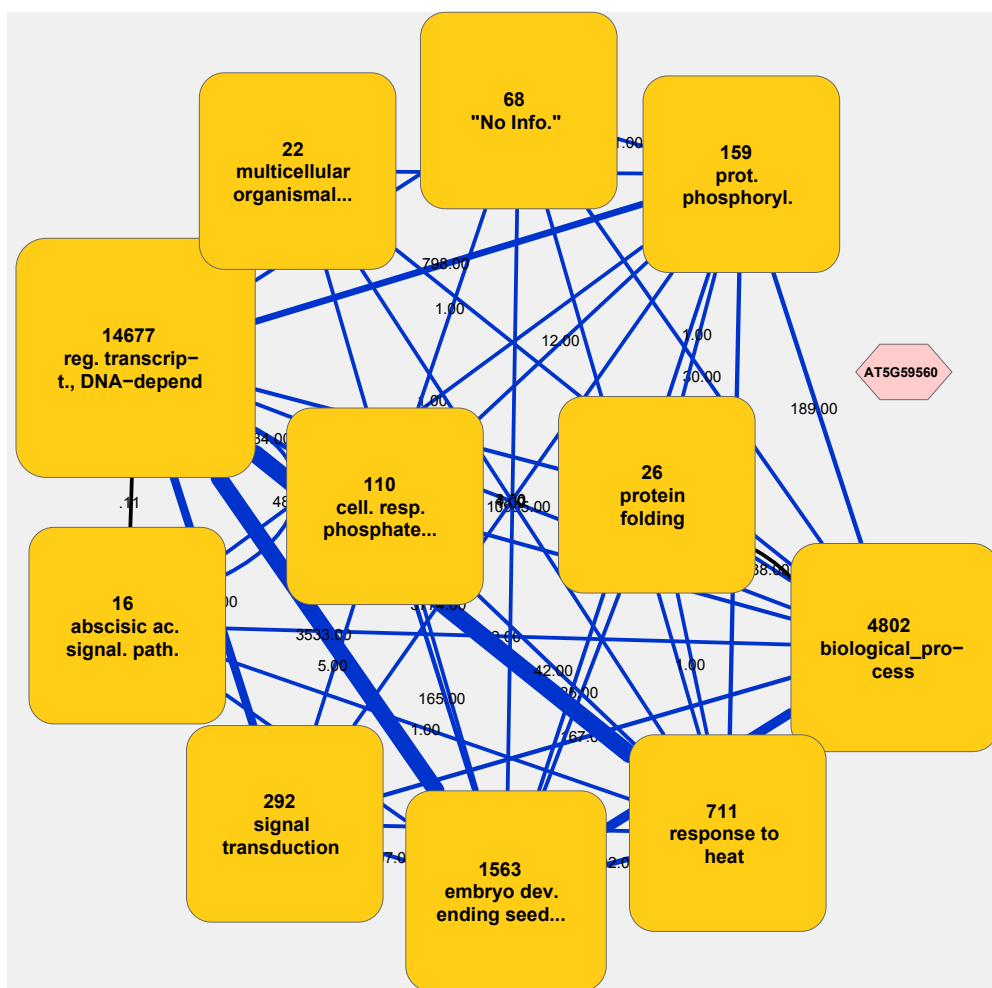 68
"No Info."
22
multicellular
organismal...
159
prot.
phosphoryl.
798.00
1.00
12.00
1.00
30.00
189.00
AT5G59560
14677
reg. transcrip−
t., DNA−depend
1.00
110
cell. resp.
phosphate...
26
protein
folding
.11
16
abscisic ac.
signal. path.
4802
biological_pro−
cess
3533.00
5.00
42.00
1.00
165.00
1.00
292
signal
transduction
711
response to
heat
1563
embryo dev.
ending seed...